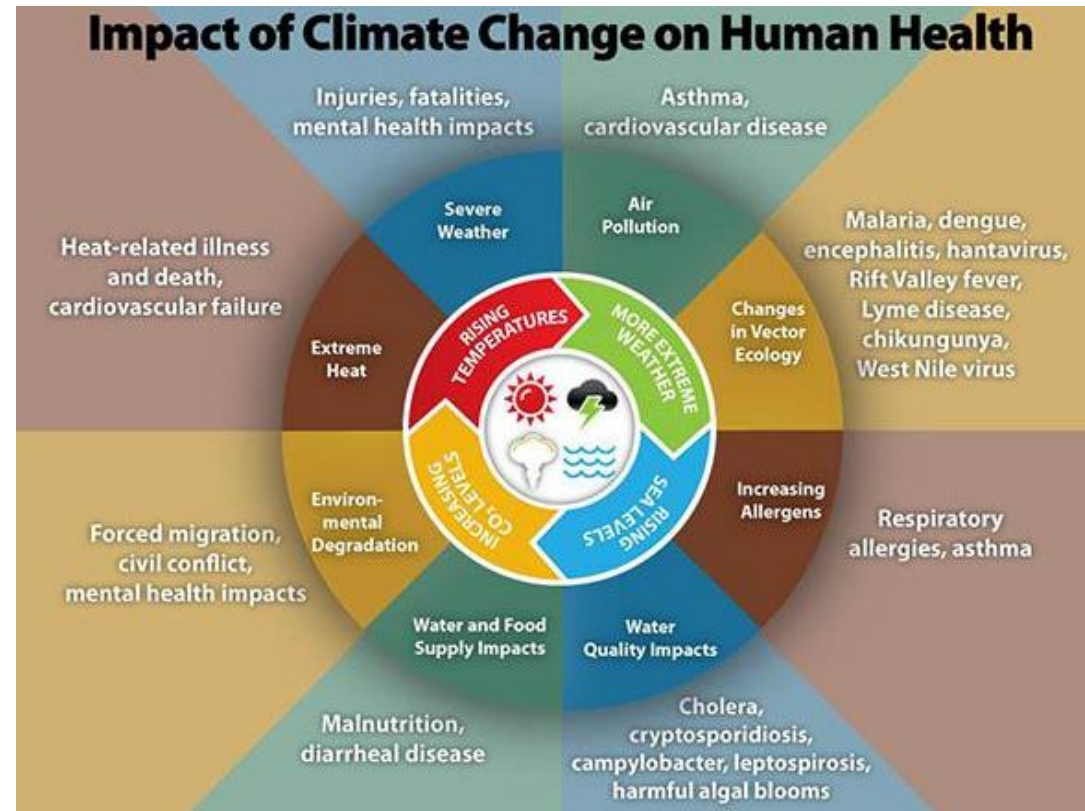 Impact of Climate Change on Human Health
Injuries, fatalities,
mental health impacts
Asthma,
cardiovascular disease
Severe
Weather
Air
Pollution
Heat-related illness
and death,
cardiovascular failure
Extreme
Heat
Changes
in Vector
Ecology
Malaria, dengue,
encephalitis, hantavirus,
Rift Valley fever,
Lyme disease,
chikungunya,
West Nile virus
RISING
TEMPERATURES
MORE EXTREME
WEATHER
INCREASING
CO₂ LEVELS
RISING
SEA LEVELS
Forced migration,
civil conflict,
mental health impacts
Environ-
mental
Degradation
Increasing
Allergens
Respiratory
allergies, asthma
Water and Food
Supply Impacts
Water
Quality Impacts
Malnutrition,
diarrheal disease
Cholera,
cryptosporidiosis,
campylobacter, leptospirosis,
harmful algal blooms